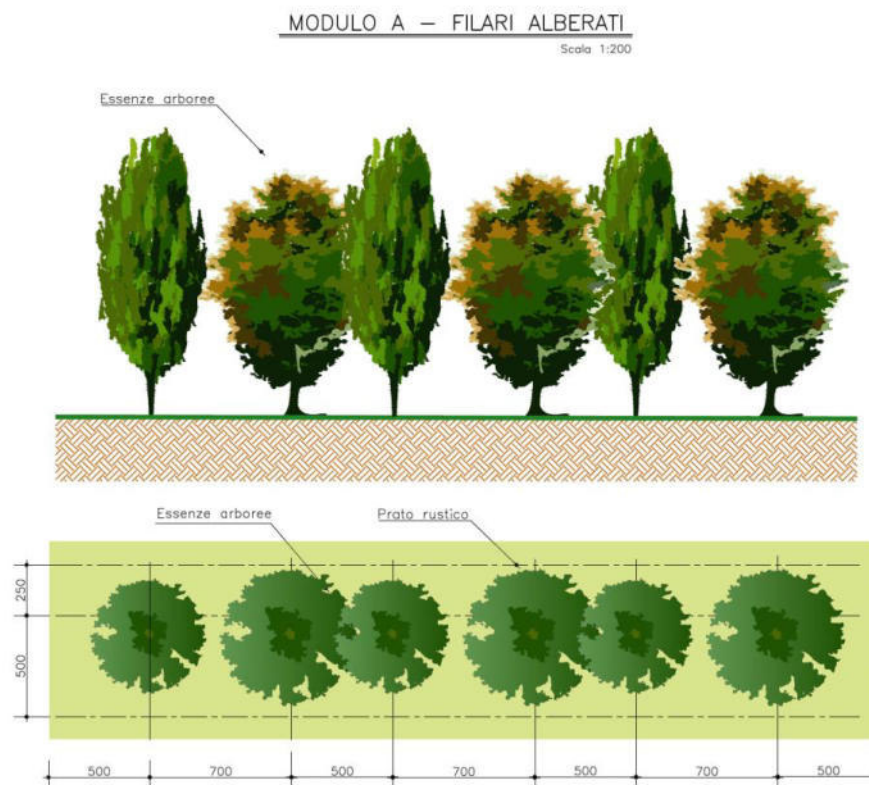 MODULO A – FILARI ALBERATI
Scala 1:200
Essenze arboree
Essenze arboree
Prato rustico
250
500
500
700
500
700
500
700
500